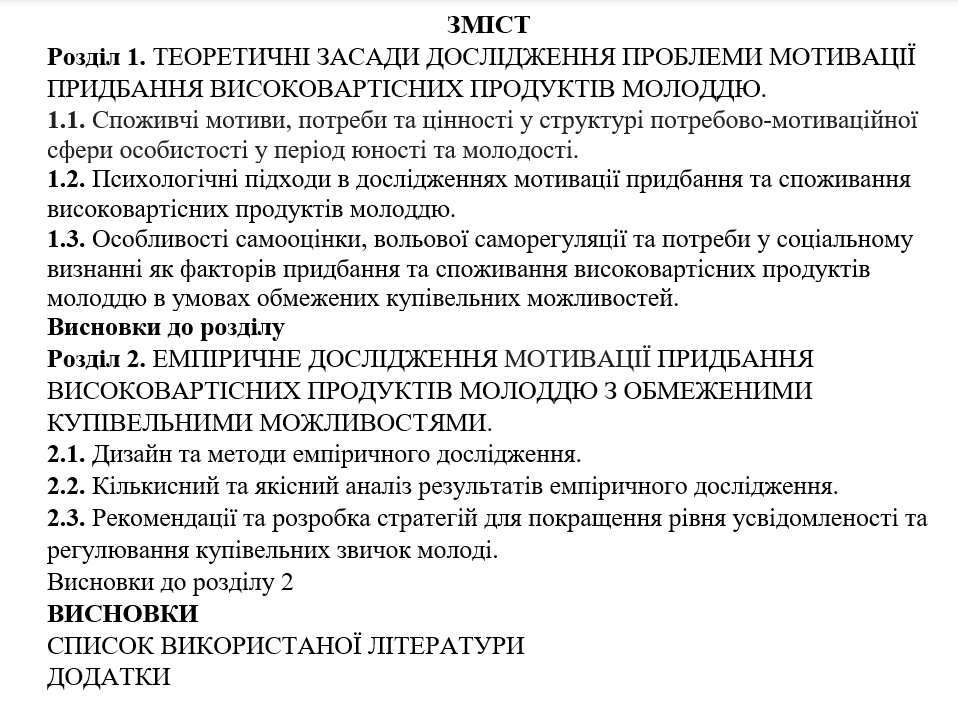 ЗМІСТ
Розділ 1. ТЕОРЕТИЧНІ ЗАСАДИ ДОСЛІДЖЕННЯ ПРОБЛЕМИ МОТИВАЦІЇ
ПРИДБАННЯ ВИСОКОВАРТІСНИХ ПРОДУКТІВ МОЛОДДЮ.
1.1. Споживчі мотиви, потреби та цінності у структурі потребово-мотиваційної
сфери особистості у період юності та молодості.
1.2. Психологічні підходи в дослідженнях мотивації придбання та споживання
високовартісних продуктів молоддю.
1.3. Особливості самооцінки, вольової саморегуляції та потреби у соціальному
визнанні як факторів придбання та споживання високовартісних продуктів
молоддю в умовах обмежених купівельних можливостей.
Висновки до розділу
Розділ 2. ЕМПІРИЧНЕ ДОСЛІДЖЕННЯ МОТИВАЦІЇ ПРИДБАННЯ
ВИСОКОВАРТІСНИХ ПРОДУКТІВ МОЛОДДЮ З ОБМЕЖЕНИМИ
КУПІВЕЛЬНИМИ МОЖЛИВОСТЯМИ.
2.1. Дизайн та методи емпіричного дослідження.
2.2. Кількисний та якісний аналіз результатів емпіричного дослідження.
2.3. Рекомендації та розробка стратегій для покращення рівня усвідомленості та
регулювання купівельних звичок молоді.
Висновки до розділу 2
ВИСНОВКИ
СПИСОК ВИКОРИСТАНОЇ ЛІТЕРАТУРИ
ДОДАТКИ